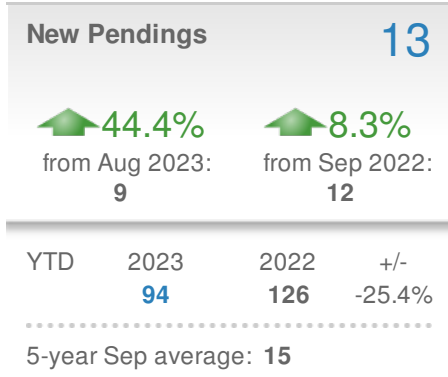 New Pendings 13
44.4% 8.3%
from Aug 2023: from Sep 2022:
9 12
YTD 2023 2022 +/-
94 126 -25.4%
5-year Sep average: 15